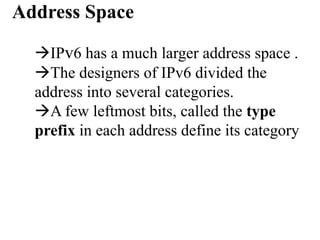 Address Space
→IPv6 has a much larger address space .
→The designers of IPv6 divided the
address into several categories.
→A few leftmost bits, called the type
prefix in each address define its category